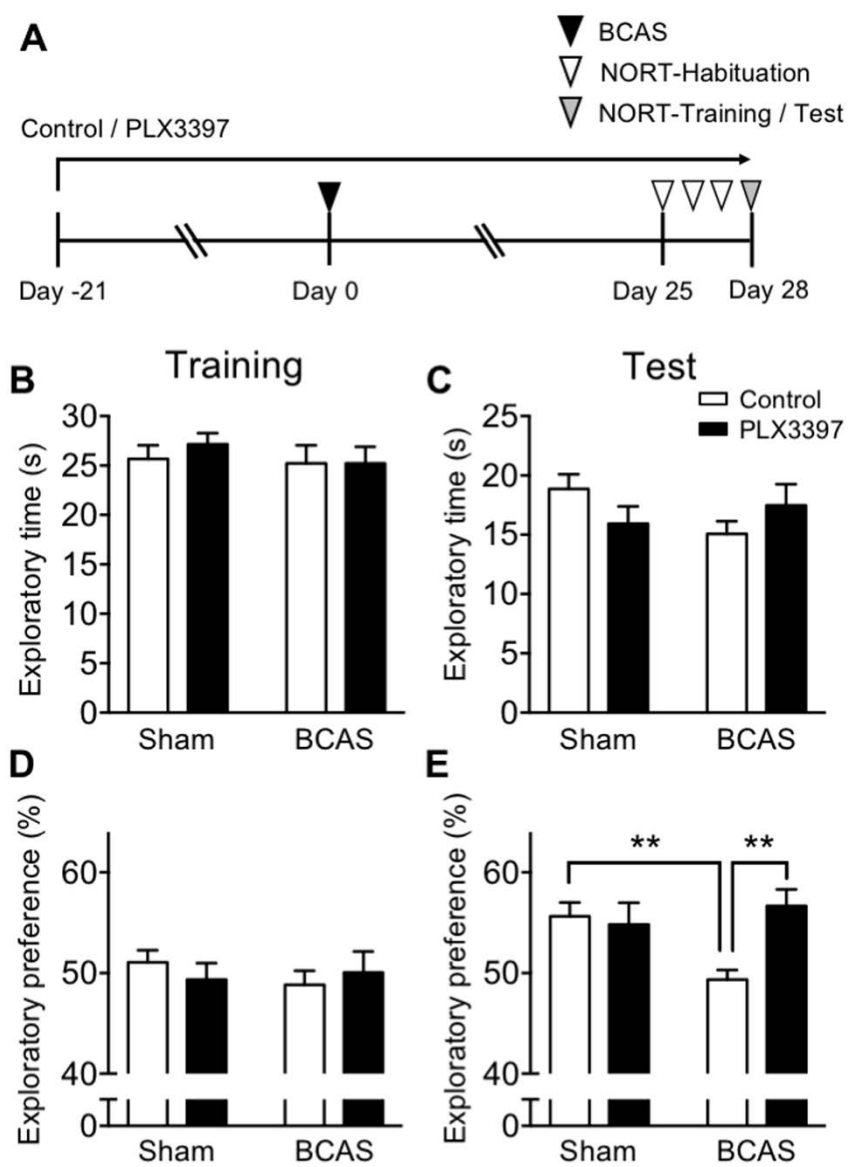 A
BCAS
NORT-Habituation
NORT-Training / Test
Control / PLX3397
Day -21
Day 0
Day 25
Day 28
B
Training
Exploratory time (s)
30
25
20
15
10
5
0
Sham
BCAS
C
Test
Control
PLX3397
Exploratory time (s)
25
20
15
10
5
0
Sham
BCAS
D
Exploratory preference (%)
60
50
40
0
Sham
BCAS
E
Exploratory preference (%)
60
50
40
0
**
**
Sham
BCAS